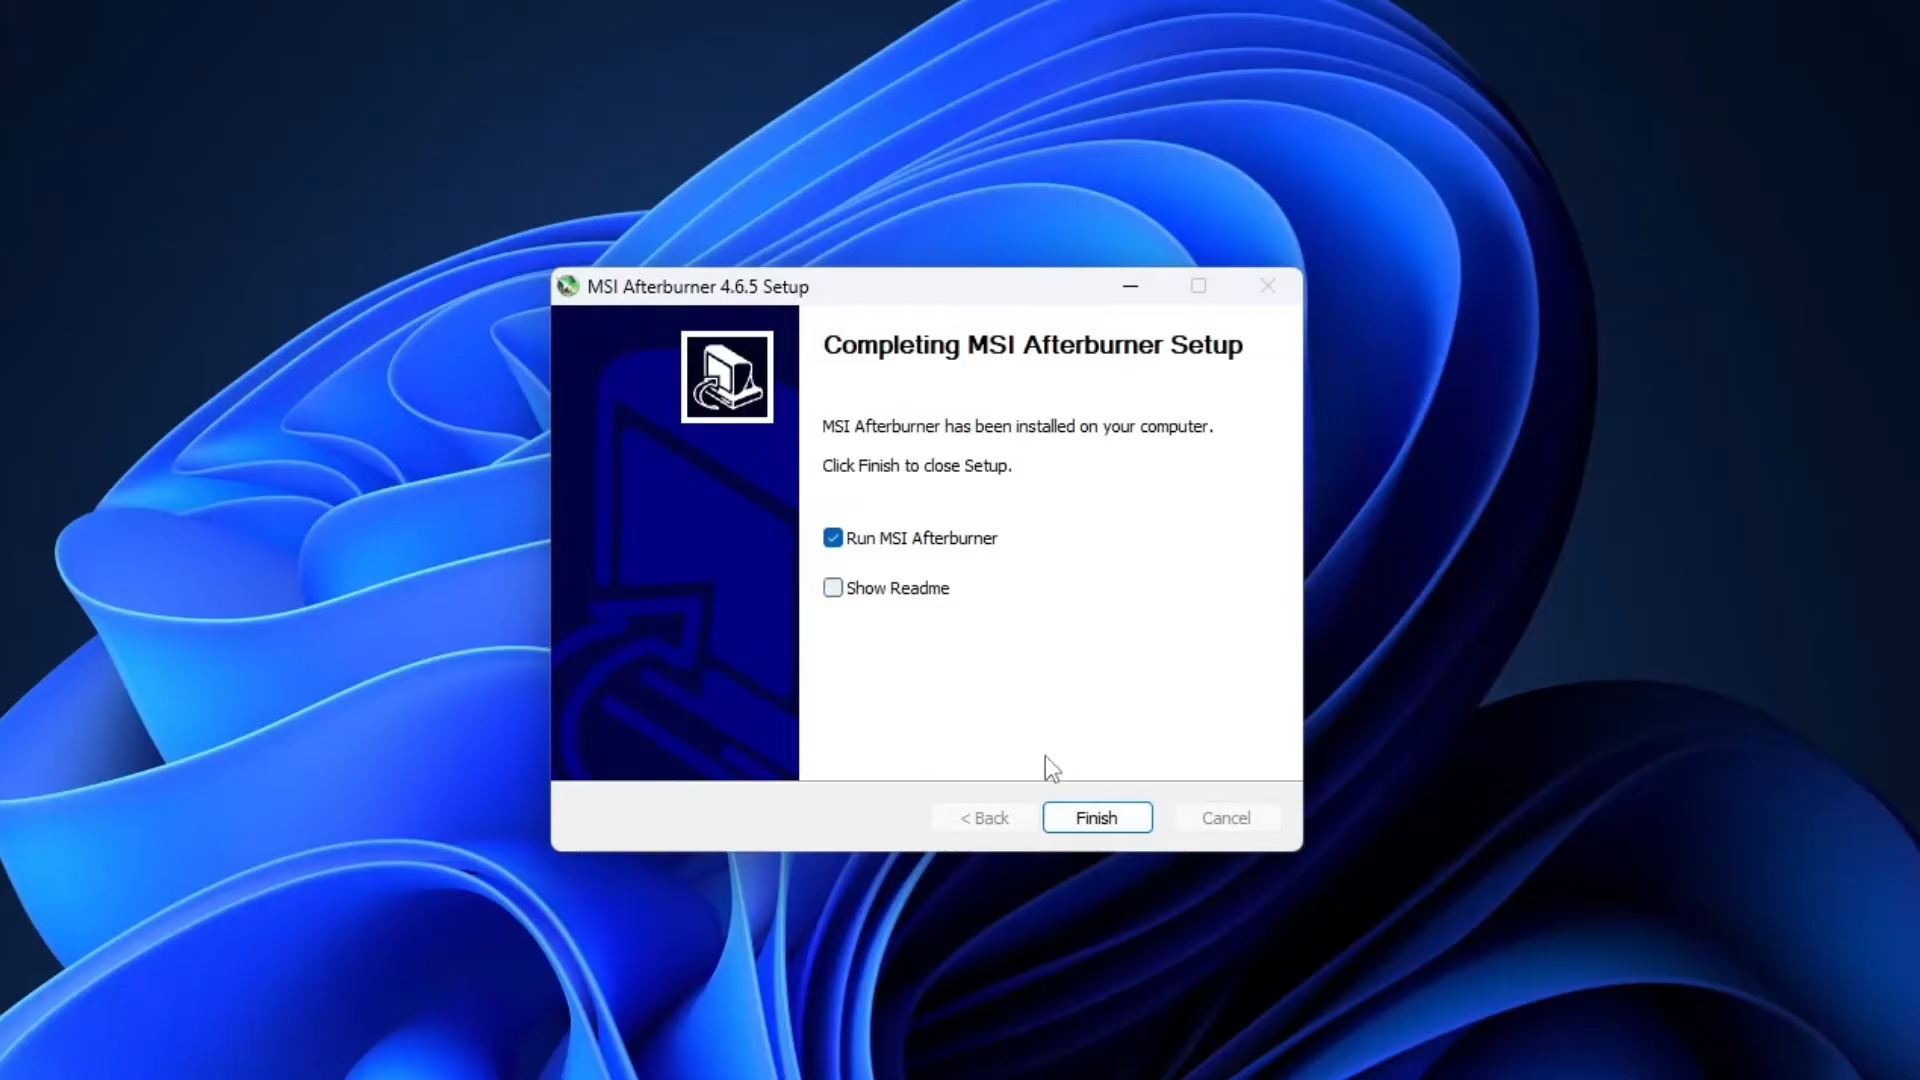 MSI Afterburner 4.6.5 Setup
Completing MSI Afterburner Setup
MSI Afterburner has been installed on your computer.
Click Finish to close Setup.
Run MSI Afterburner
Show Readme
< Back
Finish
Cancel